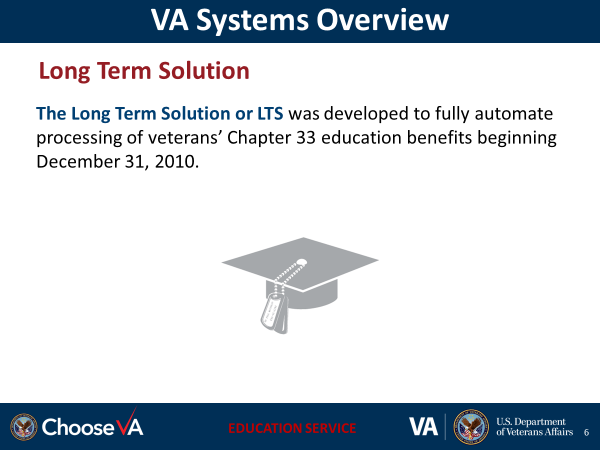 VA Systems Overview
Long Term Solution
The Long Term Solution or LTS was developed to fully automate
processing of veterans’ Chapter 33 education benefits beginning
December 31, 2010.
ChooseVA
EDUCATION SERVICE
VA
U.S. Department
of Veterans Affairs
6